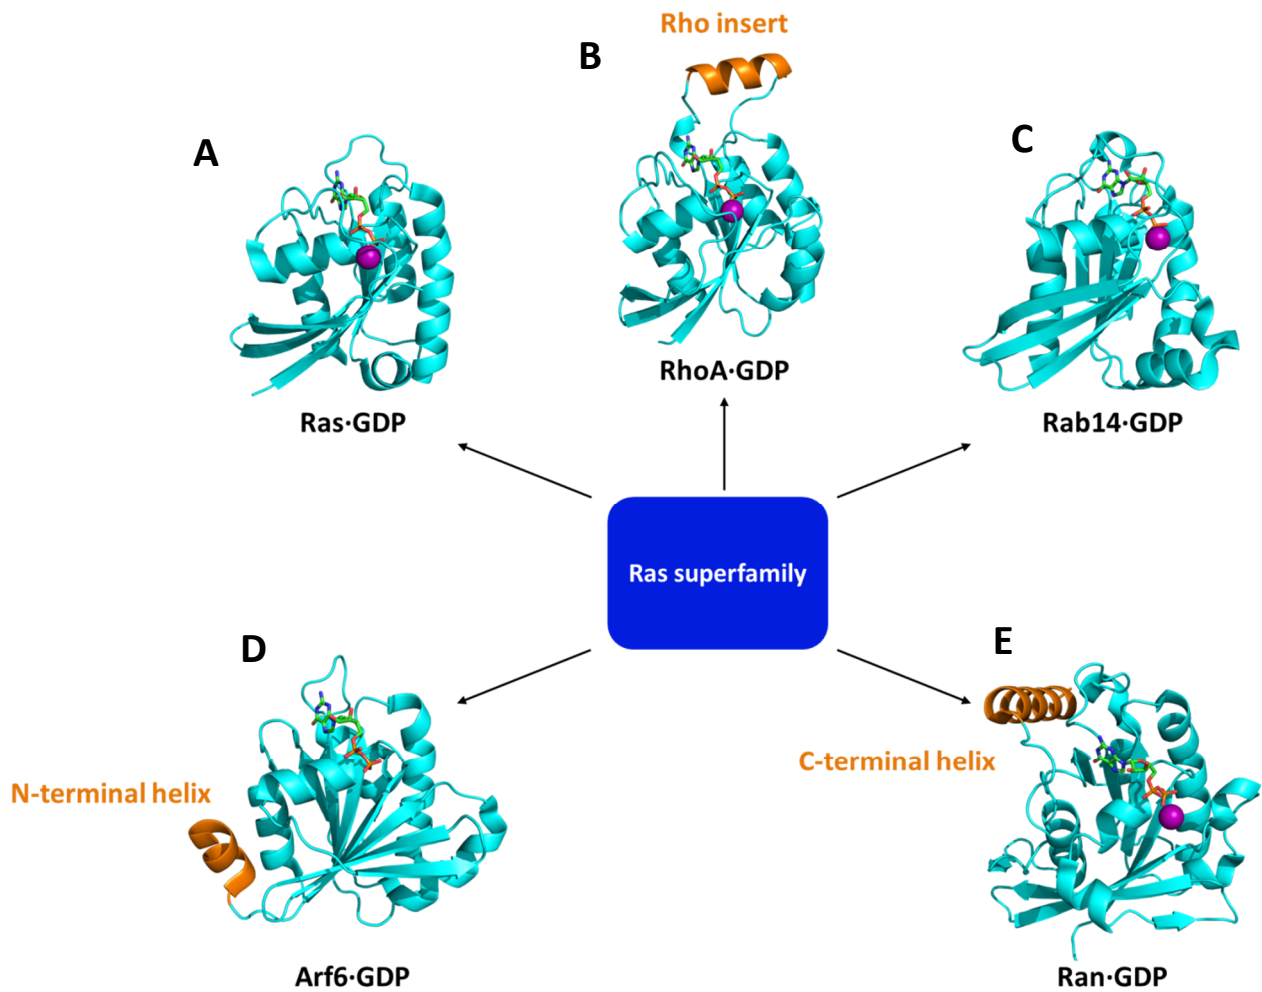 Rho insert
B
A
C
RhoA·GDP
Ras·GDP
Rab14·GDP
Ras superfamily
D
E
C-terminal helix
N-terminal helix
Arf6·GDP
Ran·GDP